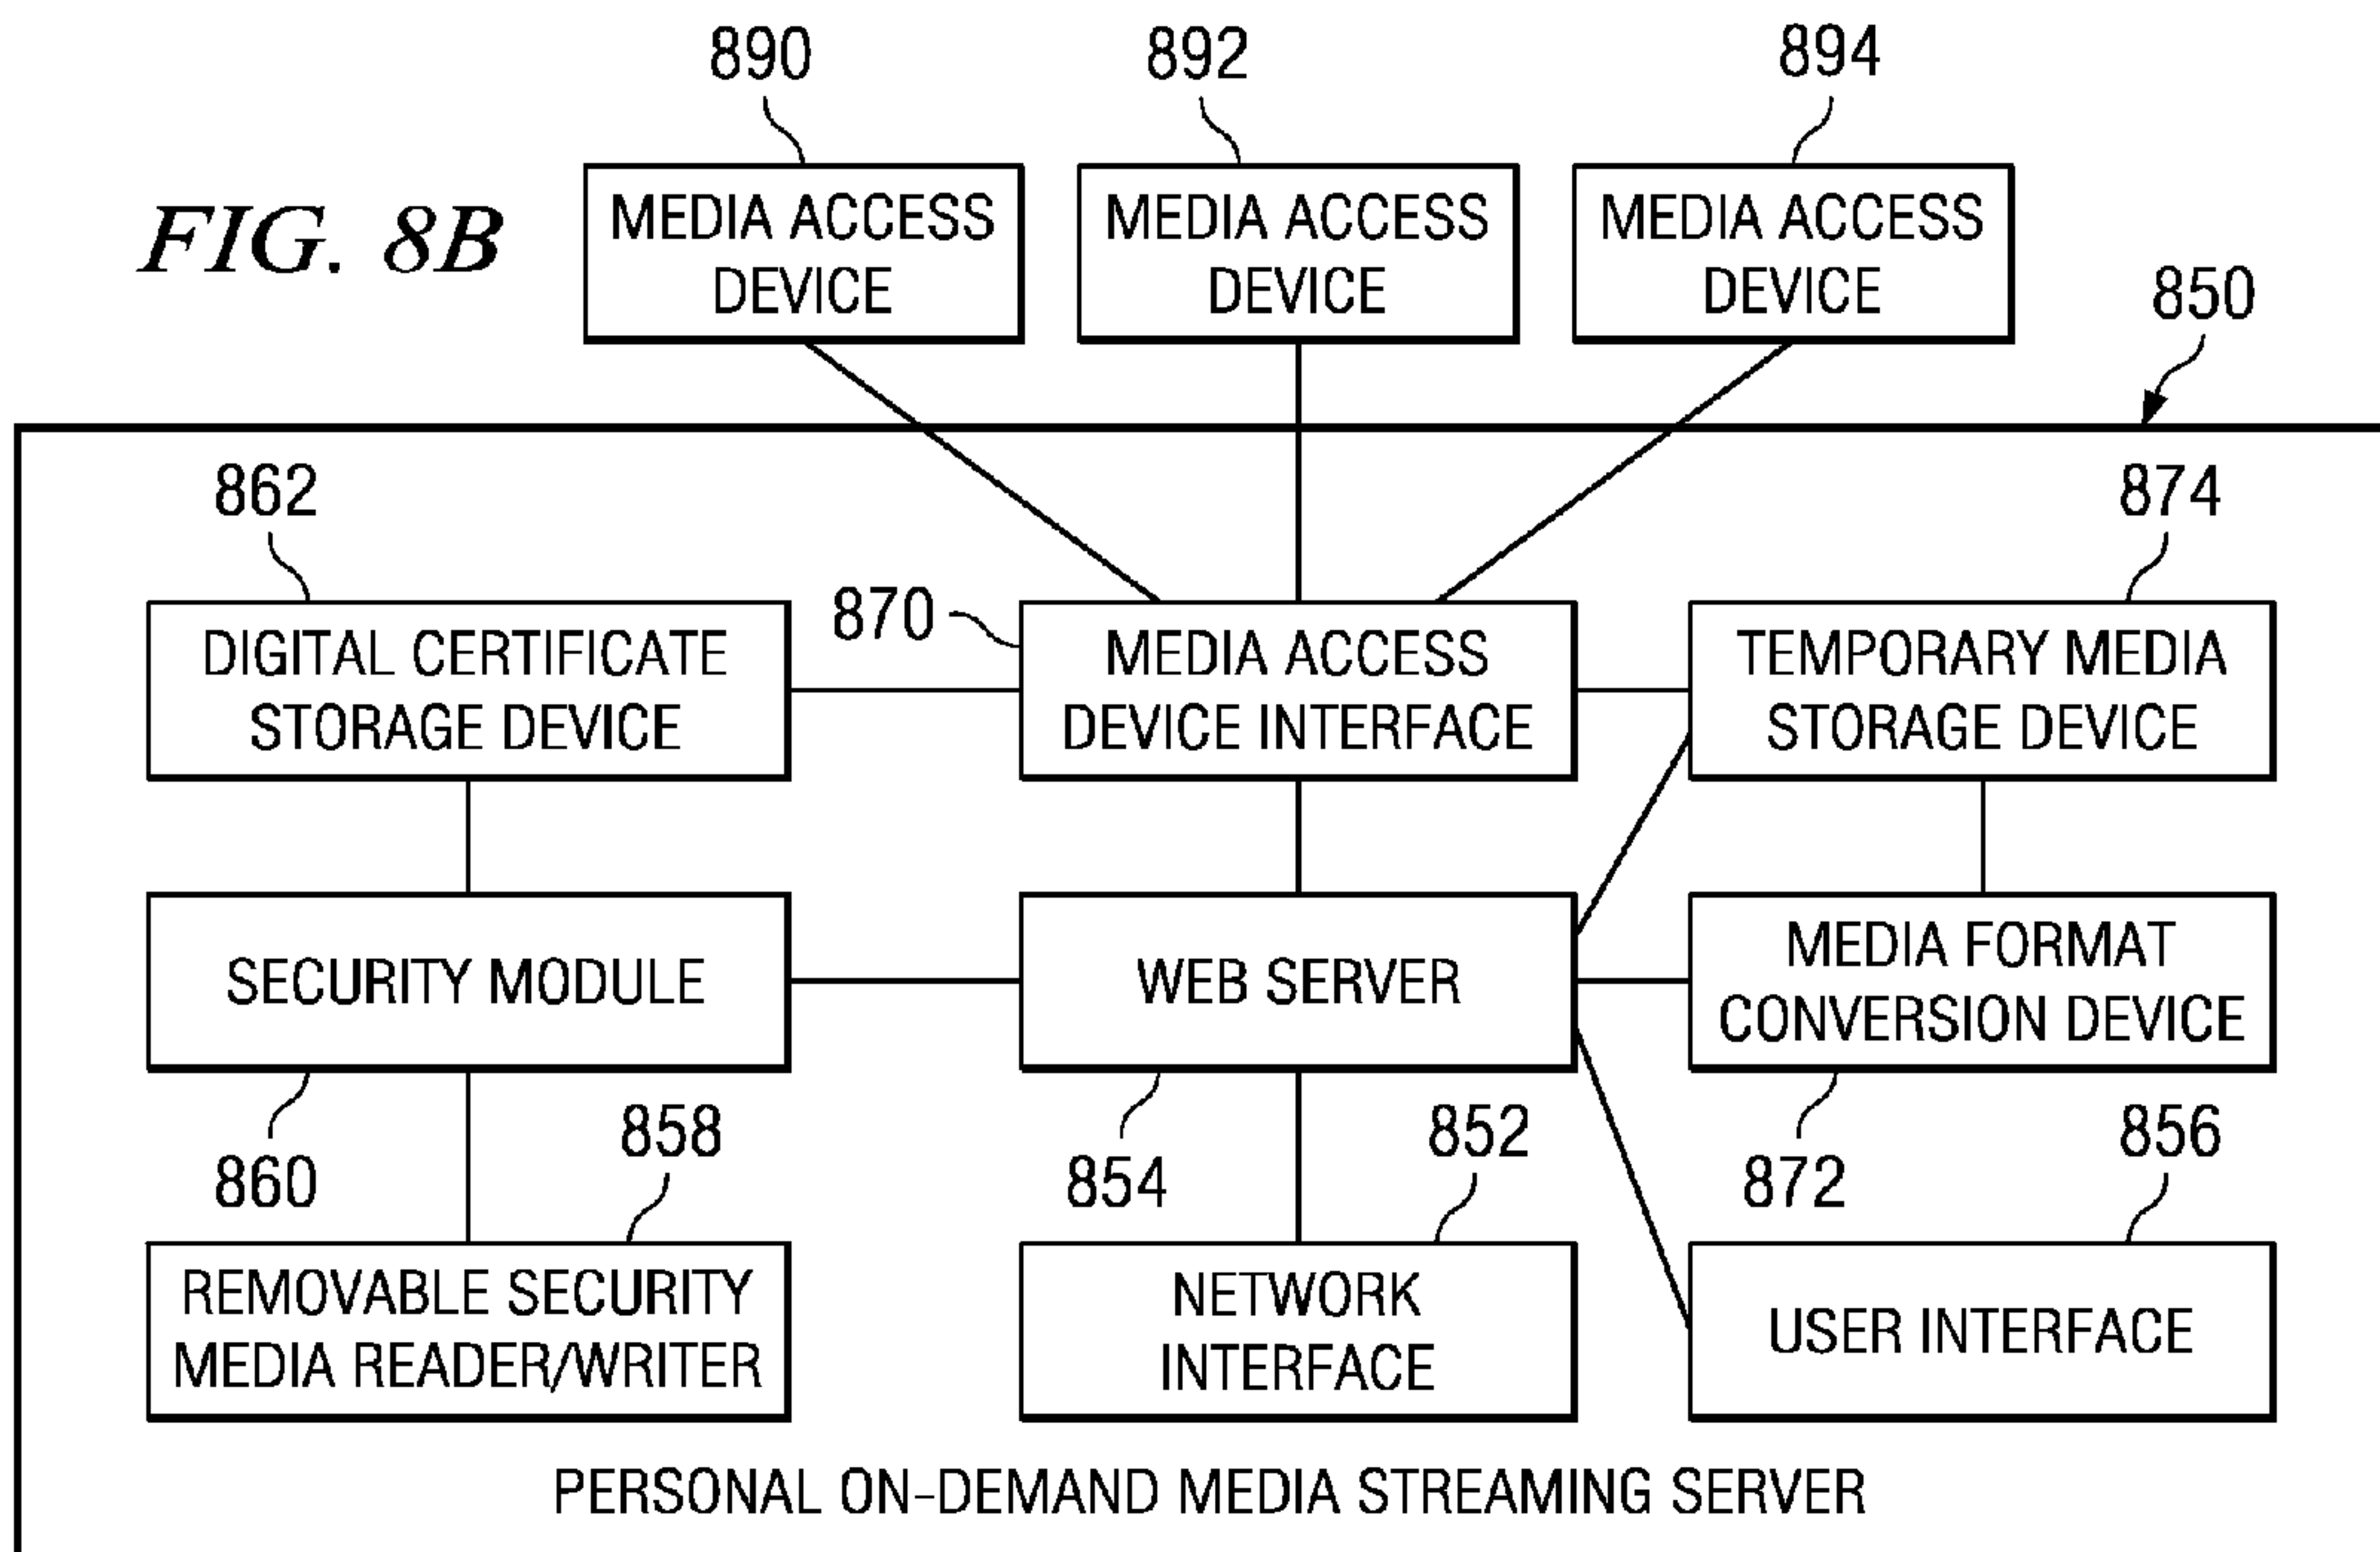 890
892
894
FIG. 8B
MEDIA ACCESS
DEVICE
MEDIA ACCESS
DEVICE
MEDIA ACCESS
DEVICE
850
862
874
870
DIGITAL CERTIFICATE
STORAGE DEVICE
MEDIA ACCESS
DEVICE INTERFACE
TEMPORARY MEDIA
STORAGE DEVICE
SECURITY MODULE
WEB SERVER
MEDIA FORMAT
CONVERSION DEVICE
860
858
854
852
872
856
REMOVABLE SECURITY
MEDIA READER/WRITER
NETWORK
INTERFACE
USER INTERFACE
PERSONAL ON-DEMAND MEDIA STREAMING SERVER